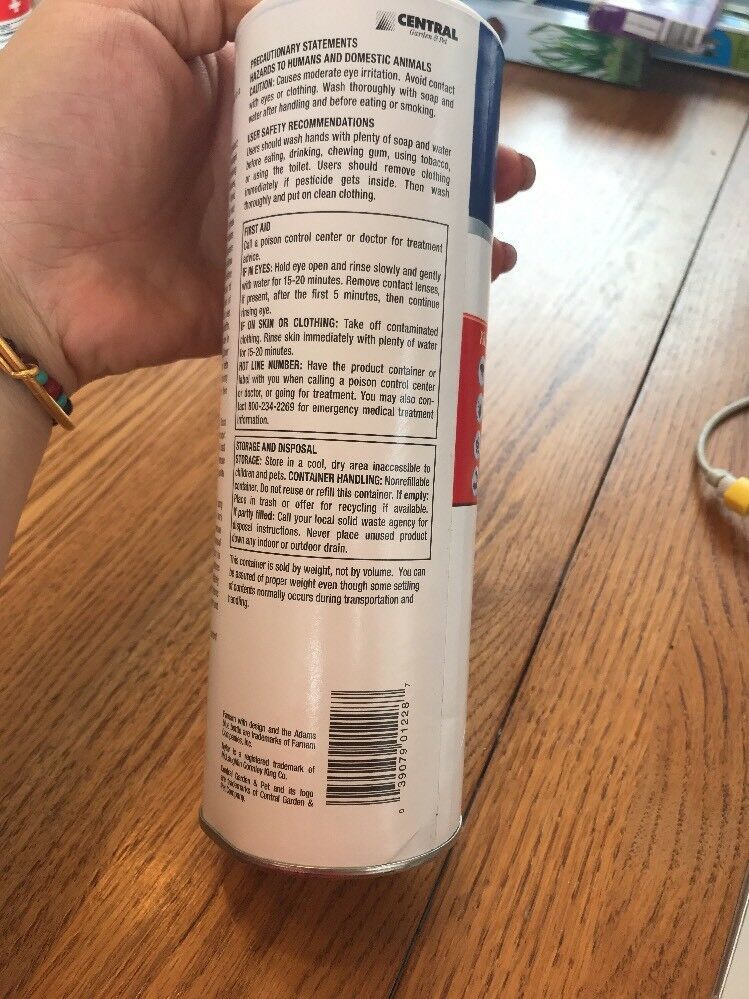 CENTRAL
Garden & Pet
PRECAUTIONARY STATEMENTS
HAZARDS TO HUMANS AND DOMESTIC ANIMALS
CAUTION: Causes moderate eye irritation. Avoid contact
with eyes or clothing. Wash thoroughly with soap and
water after handling and before eating or smoking.
USER SAFETY RECOMMENDATIONS
Users should wash hands with plenty of soap and water
before eating, drinking, chewing gum, using tobacco,
or using the toilet. Users should remove clothing
immediately if pesticide gets inside. Then wash
thoroughly and put on clean clothing.
FIRST AID
Call a poison control center or doctor for treatment
advice.
IF IN EYES: Hold eye open and rinse slowly and gently
with water for 15-20 minutes. Remove contact lenses,
if present, after the first 5 minutes, then continue
rinsing eye.
IF ON SKIN OR CLOTHING: Take off contaminated
clothing. Rinse skin immediately with plenty of water
for 15-20 minutes.
HOT LINE NUMBER: Have the product container or
label with you when calling a poison control center
or doctor, or going for treatment. You may also con-
tact 800-234-2269 for emergency medical treatment
information.
STORAGE AND DISPOSAL
STORAGE: Store in a cool, dry area inaccessible to
children and pets. CONTAINER HANDLING: Nonrefillable
container. Do not reuse or refill this container. If empty:
Place in trash or offer for recycling if available.
If partly filled: Call your local solid waste agency for
disposal instructions. Never place unused product
down any indoor or outdoor drain.
This container is sold by weight, not by volume. You can
be assured of proper weight even though some settling
of contents normally occurs during transportation and
handling.
Farnam with design and the Adams
are trademarks of Farnam
Companies, Inc.
is a registered trademark of
McLaughlin Gormley King Co.
Central Garden & Pet and its logo
are trademarks of Central Garden &
Pet Company.
0 39079 01228 7